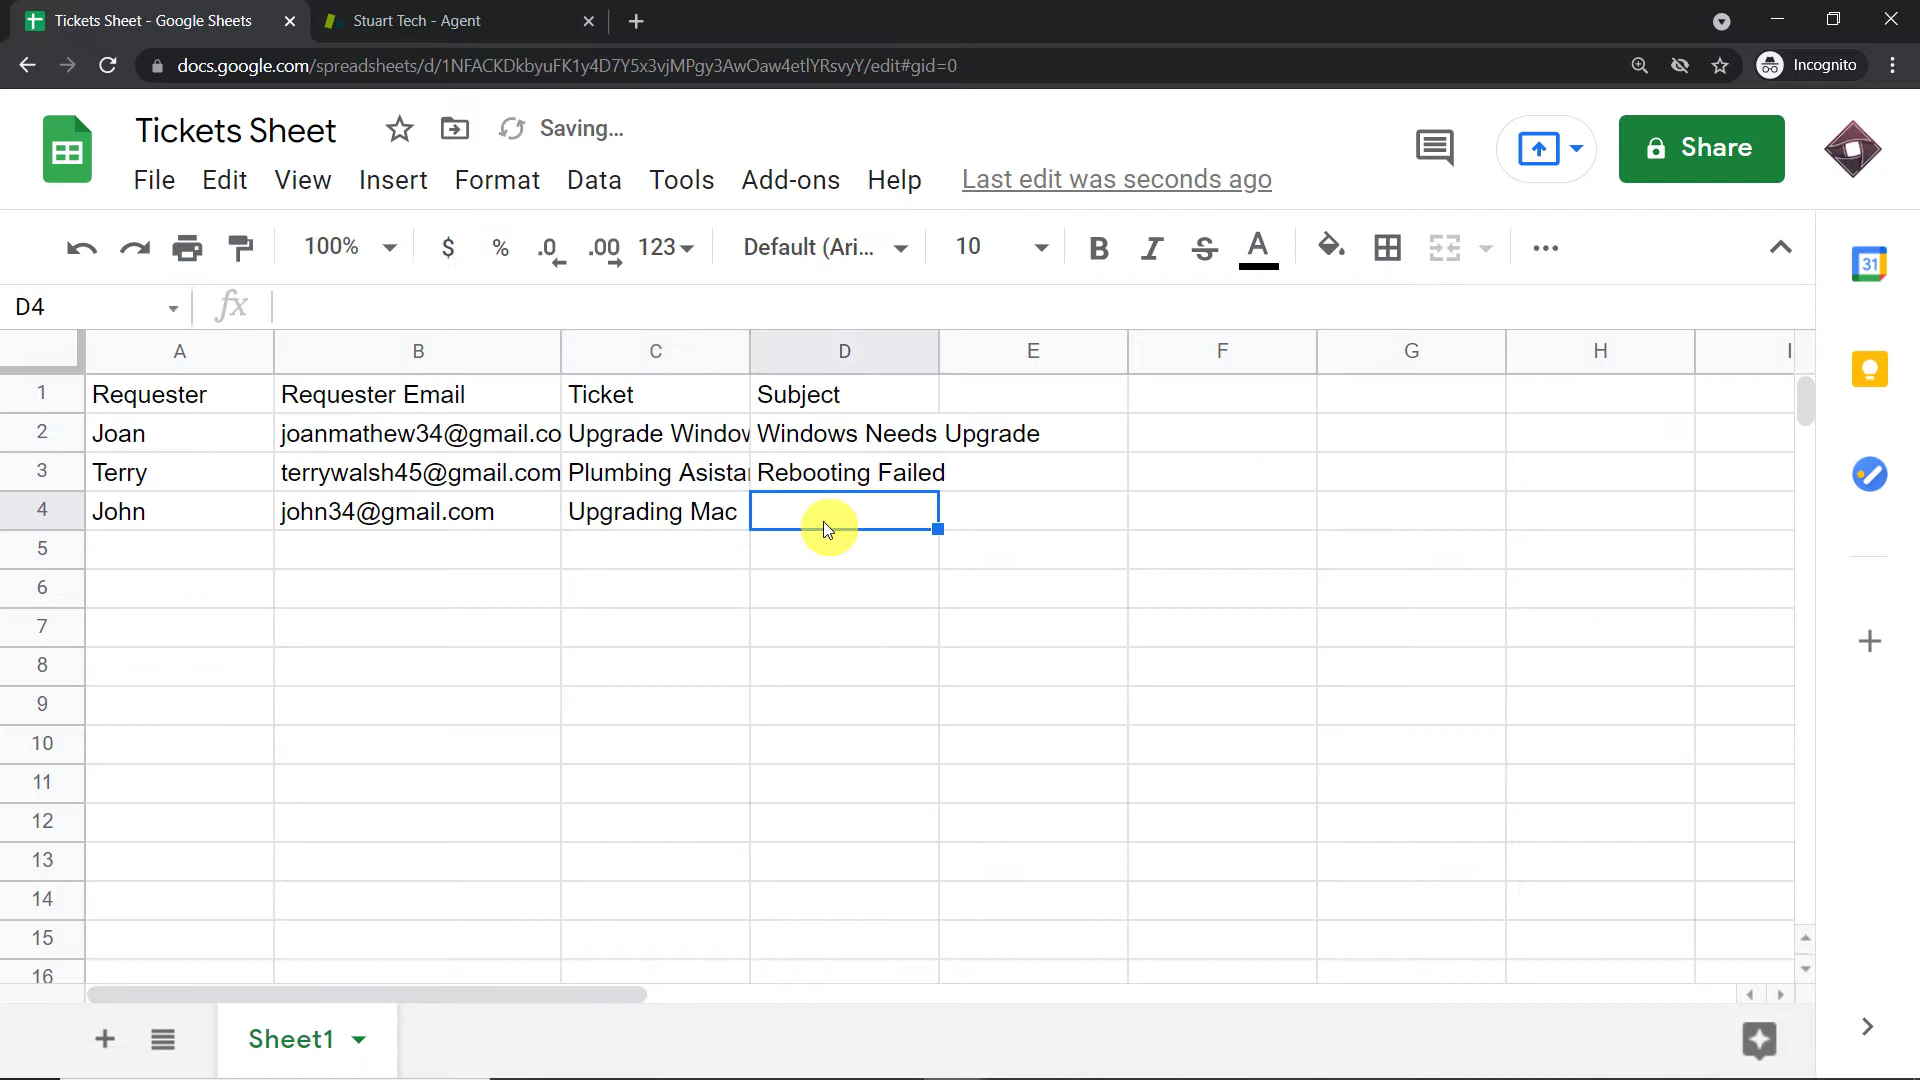 Tickets Sheet - Google Sheets
Stuart Tech - Agent
docs.google.com/spreadsheets/d/1NFACKDkbyuFK1y4D7Y5x3vjMPgy3AwOaw4etlYRsvyY/edit#gid=0
Incognito
Tickets Sheet
Saving...
Share
File Edit View Insert Format Data Tools Add-ons Help Last edit was seconds ago
100% $ % .0 .00 123 Default (Ari... 10 B I S A
31
D4 fx
A B C D E F G H I
1 Requester Requester Email Ticket Subject
2 Joan joanmathew34@gmail.co Upgrade Window Windows Needs Upgrade
3 Terry terrywalsh45@gmail.com Plumbing Asista Rebooting Failed
4 John john34@gmail.com Upgrading Mac
5
6
7
8
9
10
11
12
13
14
15
16
Sheet1